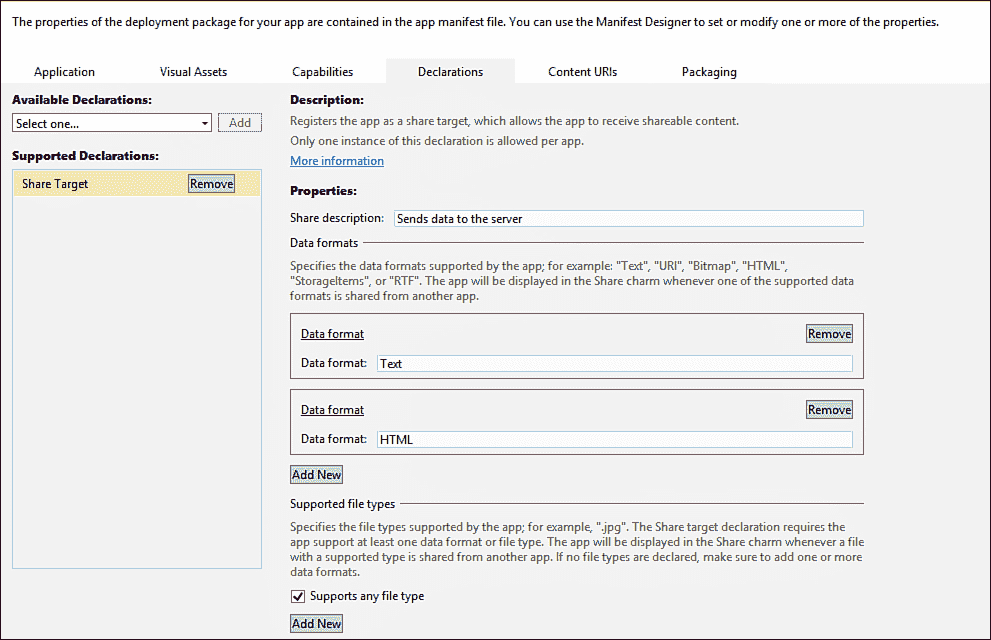 The properties of the deployment package for your app are contained in the app manifest file. You can use the Manifest Designer to set or modify one or more of the properties.
Application Visual Assets Capabilities Declarations Content URIs Packaging
Available Declarations:
Select one... Add
Supported Declarations:
Share Target Remove
Description:
Registers the app as a share target, which allows the app to receive shareable content.
Only one instance of this declaration is allowed per app.
More information
Properties:
Share description: Sends data to the server
Data formats
Specifies the data formats supported by the app; for example: "Text", "URI", "Bitmap", "HTML",
"StorageItems", or "RTF". The app will be displayed in the Share charm whenever one of the supported data
formats is shared from another app.
Data format Remove
Data format: Text
Data format Remove
Data format: HTML
Add New
Supported file types
Specifies the file types supported by the app; for example, ".jpg". The Share target declaration requires the
app support at least one data format or file type. The app will be displayed in the Share charm whenever a file
with a supported type is shared from another app. If no file types are declared, make sure to add one or more
data formats.
Supports any file type
Add New